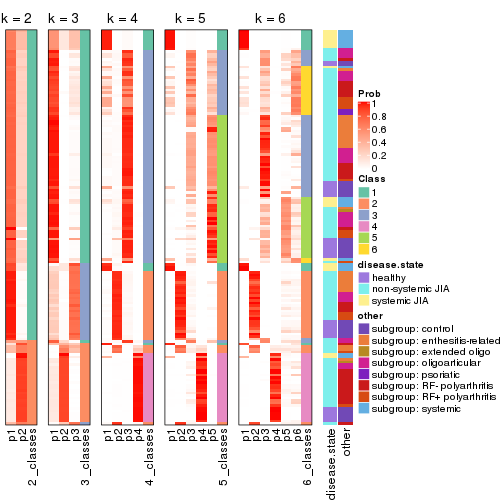 k = 2 k = 3 k = 4 k = 5 k = 6
Prob
1
0.8
0.6
0.4
0.2
0
Class
1
2
3
4
5
6
disease.state
healthy
non-systemic JIA
systemic JIA
other
subgroup: control
subgroup: enthesitis-related
subgroup: extended oligo
subgroup: oligoarticular
subgroup: psoriatic
subgroup: RF- polyarthritis
subgroup: RF+ polyarthritis
subgroup: systemic
p1
p2
2_classes
p1
p2
p3
3_classes
p1
p2
p3
p4
4_classes
p1
p2
p3
p4
p5
5_classes
p1
p2
p3
p4
p5
p6
6_classes
disease.state
other